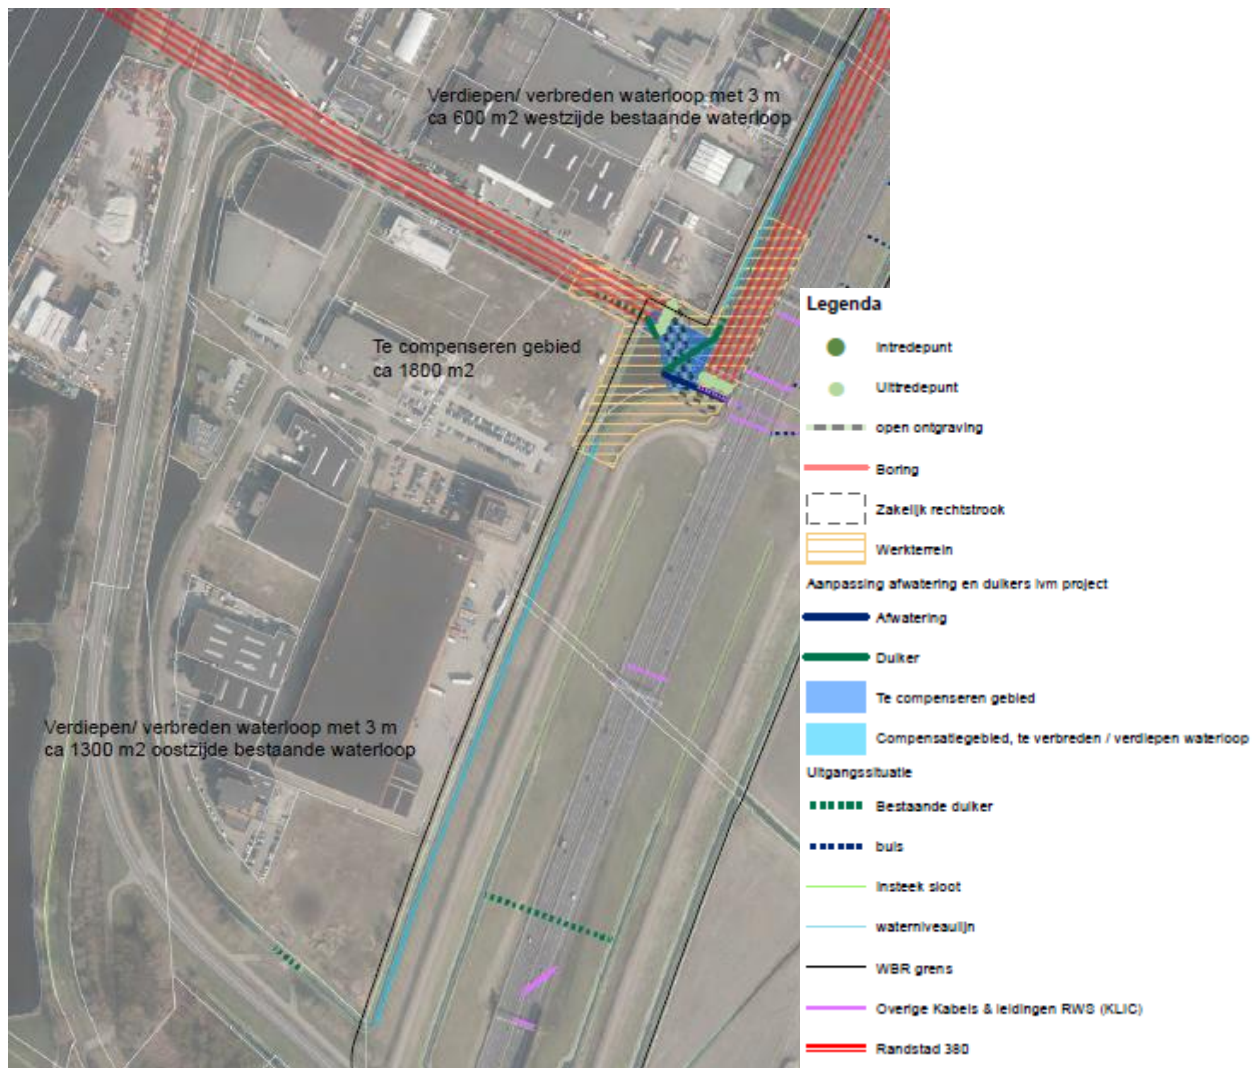 Verdiepen/ verbreden waterloop met 3 m
ca 600 m2 westzijde bestaande waterloop
Te compenseren gebied
ca 1800 m2
Verdiepen/ verbreden waterloop met 3 m
ca 1300 m2 oostzijde bestaande waterloop
Legenda
Intredepunt
Uittredepunt
open ontgraving
Boring
Zakelijk rechtstrook
Werkterrein
Aanpassing afwatering en duikers ivm project
Afwatering
Duiker
Te compenseren gebied
Compensatiegebied, te verbreden / verdiepen waterloop
Uitgangssituatie
Bestaande duiker
buis
Insteek sloot
waterniveaulijn
WBR grens
Overige Kabels & leidingen RWS (KLIC)
Randstad 380